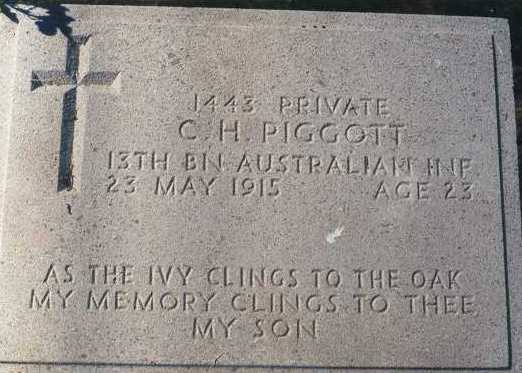 1443 PRIVATE
C. H. PIGGOTT
13TH BN. AUSTRALIAN INF.
23 MAY 1915 AGE 23
AS THE IVY CLINGS TO THE OAK
MY MEMORY CLINGS TO THEE
MY SON